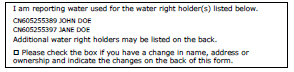 I am reporting water used for the water right holder(s) listed below.
CN605255389 JOHN DOE
CN605255397 JANE DOE
Additional water right holders may be listed on the back.
☐ Please check the box if you have a change in name, address or
ownership and indicate the changes on the back of this form.